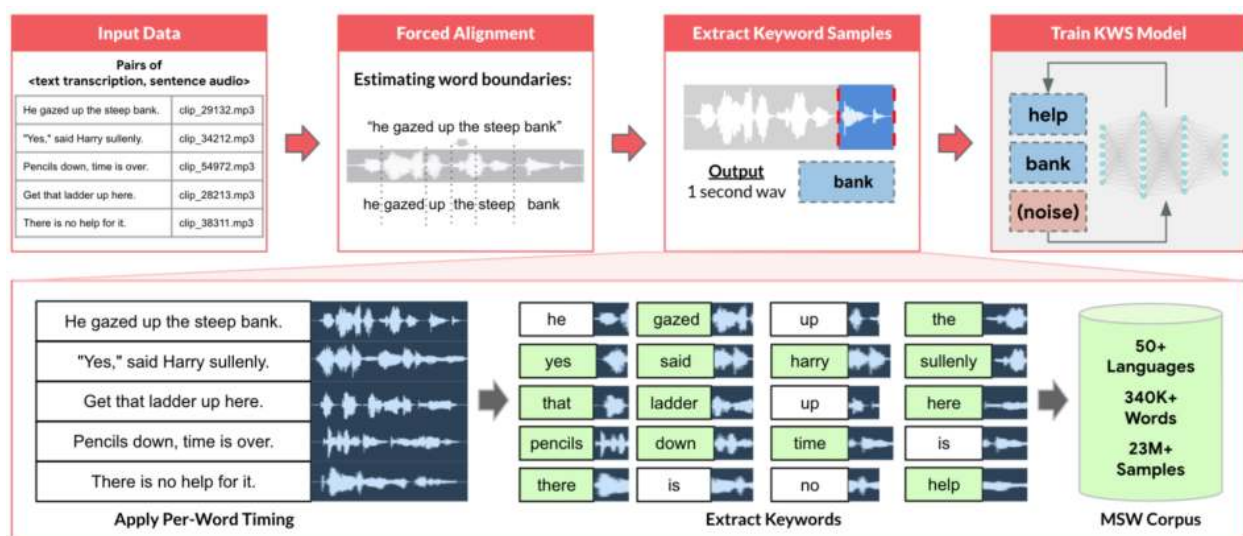 Input Data
Pairs of
<text transcription, sentence audio>
He gazed up the steep bank. clip_29132.mp3
"Yes," said Harry sullenly. clip_34212.mp3
Pencils down, time is over. clip_54972.mp3
Get that ladder up here. clip_28213.mp3
There is no help for it. clip_38311.mp3
Forced Alignment
Estimating word boundaries:
"he gazed up the steep bank"
he gazed up the steep bank
Extract Keyword Samples
Output
1 second wav
bank
Train KWS Model
help
bank
(noise)
He gazed up the steep bank.
"Yes," said Harry sullenly.
Get that ladder up here.
Pencils down, time is over.
There is no help for it.
Apply Per-Word Timing
he gazed up the
yes said harry sullenly
that ladder up here
pencils down time is
there is no help
Extract Keywords
50+
Languages
340K+
Words
23M+
Samples
MSW Corpus